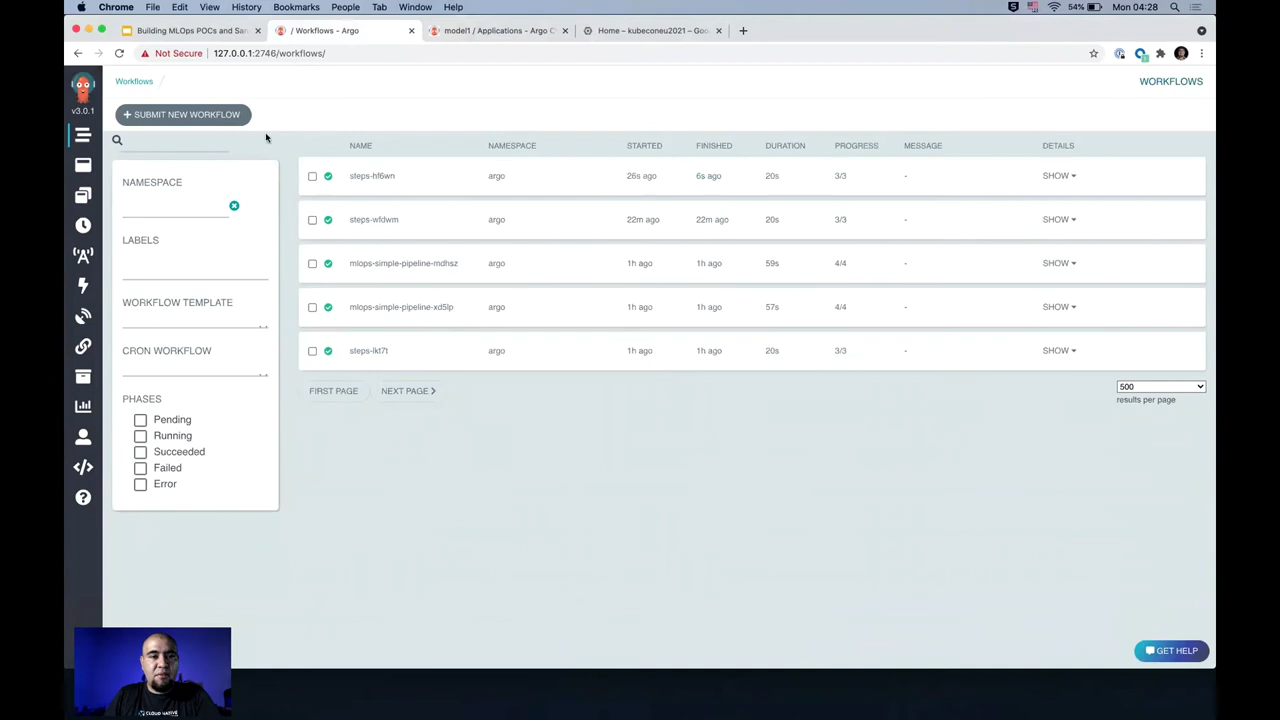 Chrome File Edit View History Bookmarks People Tab Window Help 54% Mon 04:28
Building MLOps POCs and San / Workflows - Argo model1 / Applications - Argo C Home – kubeconeu2021 – Goo
Not Secure 127.0.0.1:2746/workflows/
v3.0.1
Workflows / WORKFLOWS
+ SUBMIT NEW WORKFLOW
NAMESPACE
LABELS
WORKFLOW TEMPLATE
CRON WORKFLOW
PHASES
Pending
Running
Succeeded
Failed
Error
NAME NAMESPACE STARTED FINISHED DURATION PROGRESS MESSAGE DETAILS
steps-hf6wn argo 26s ago 6s ago 20s 3/3 - SHOW
steps-wfdwm argo 22m ago 22m ago 20s 3/3 - SHOW
mlops-simple-pipeline-mdhsz argo 1h ago 1h ago 59s 4/4 - SHOW
mlops-simple-pipeline-xd5lp argo 1h ago 1h ago 57s 4/4 - SHOW
steps-lkt7t argo 1h ago 1h ago 20s 3/3 - SHOW
FIRST PAGE NEXT PAGE
500
results per page
GET HELP
CLOUD NATIVE